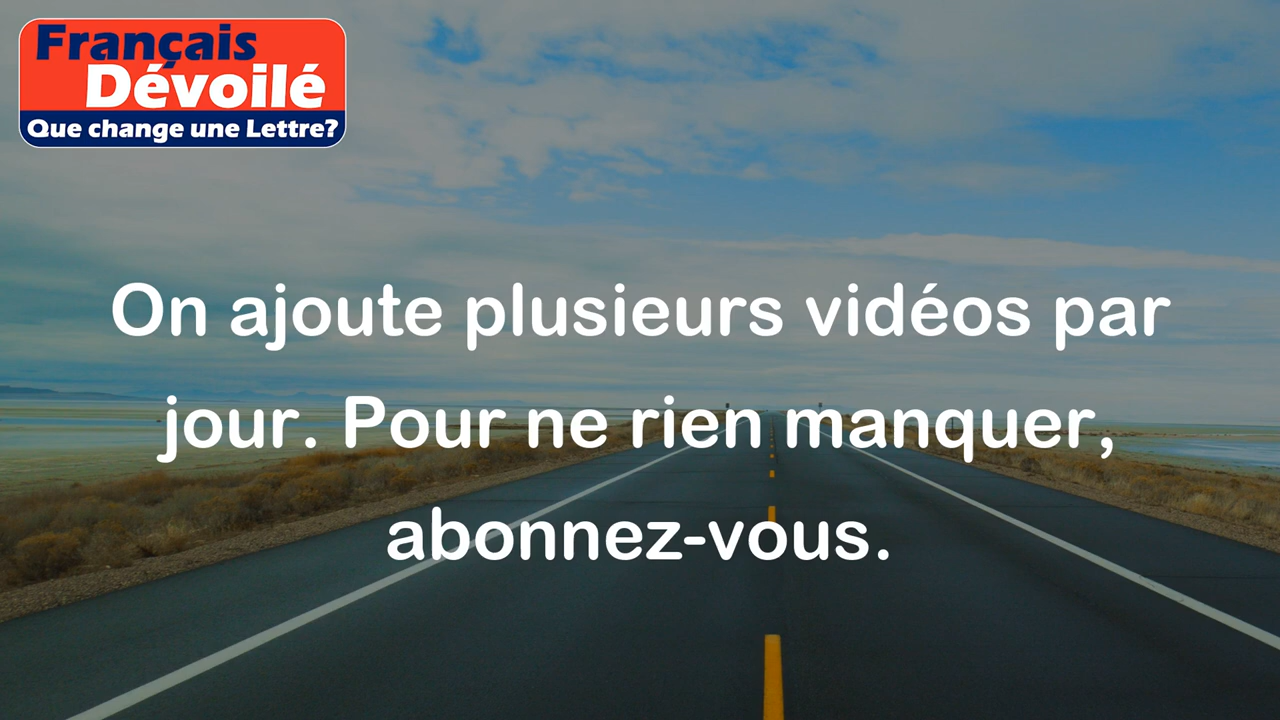 Français
Dévoilé
Que change une Lettre?
On ajoute plusieurs vidéos par
jour. Pour ne rien manquer,
abonnez-vous.